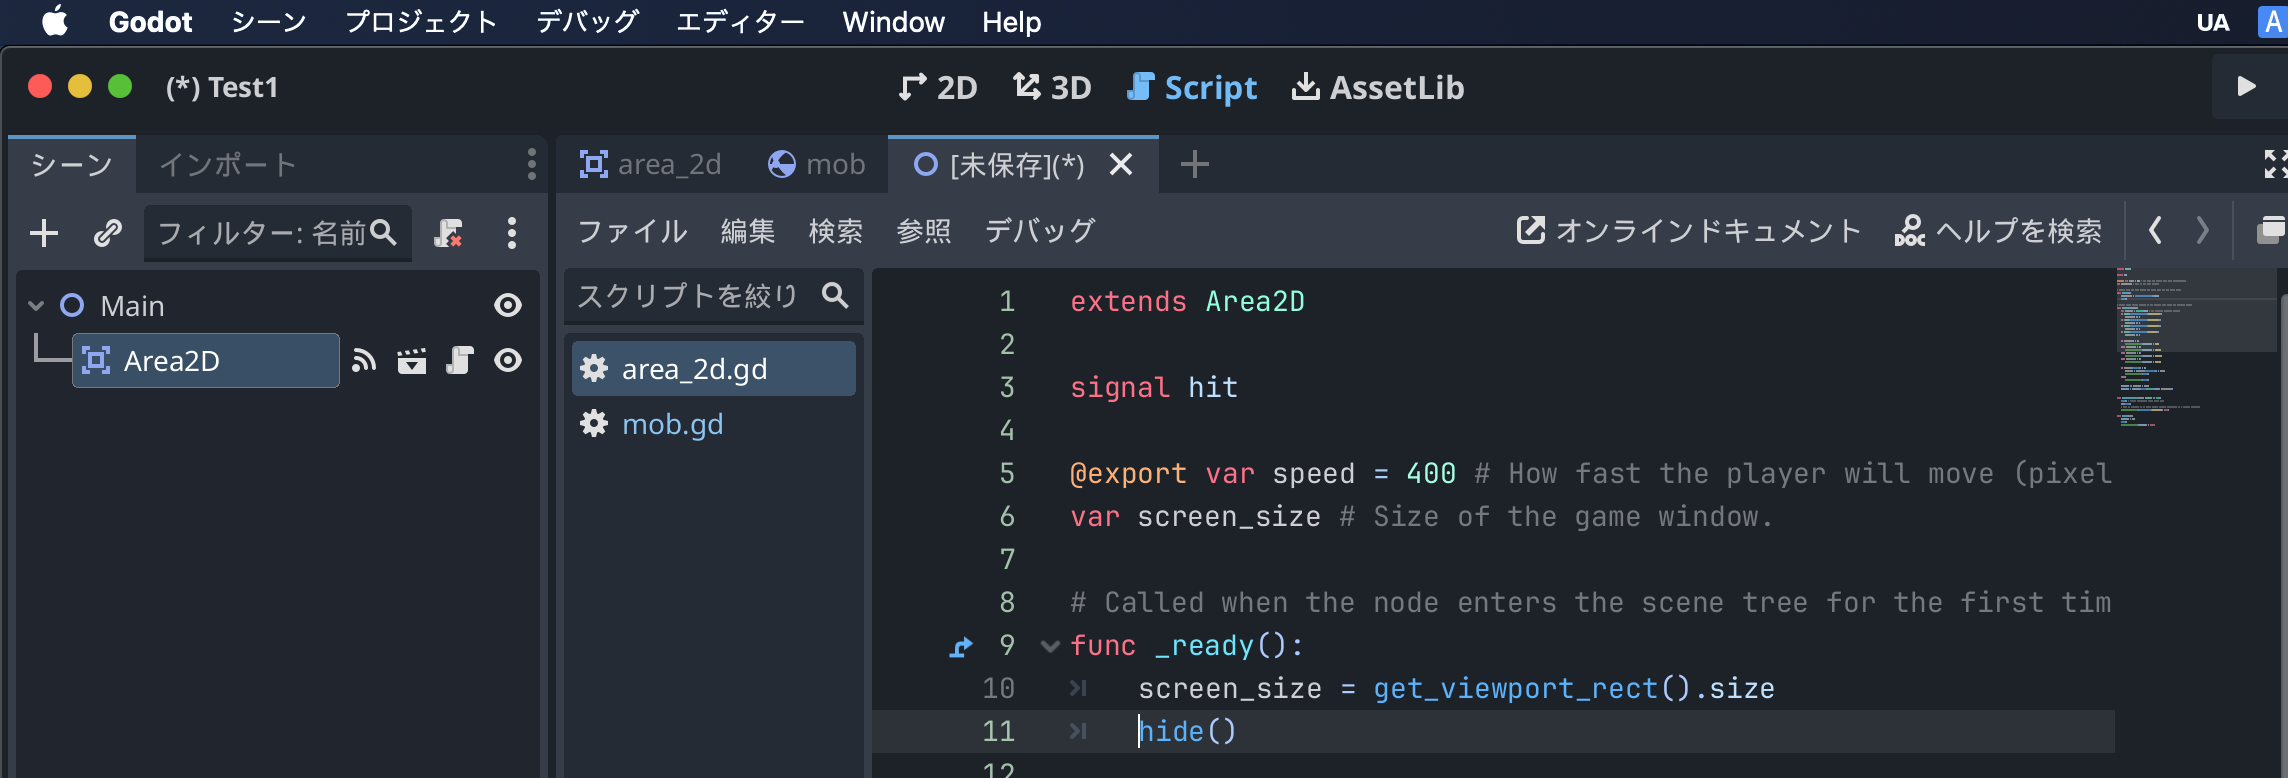 Godot シーン プロジェクト デバッグ エディター Window Help UA A
(*) Test1 2D 3D Script AssetLib
シーン インポート area_2d mob [未保存](*)
フィルター: 名前 ファイル 編集 検索 参照 デバッグ オンラインドキュメント DOC ヘルプを検索
Main
Area2D
スクリプトを絞り
area_2d.gd
mob.gd
1 extends Area2D
2
3 signal hit
4
5 @export var speed = 400 # How fast the player will move (pixel
6 var screen_size # Size of the game window.
7
8 # Called when the node enters the scene tree for the first tim
9 func _ready():
10 screen_size = get_viewport_rect().size
11 hide()
12